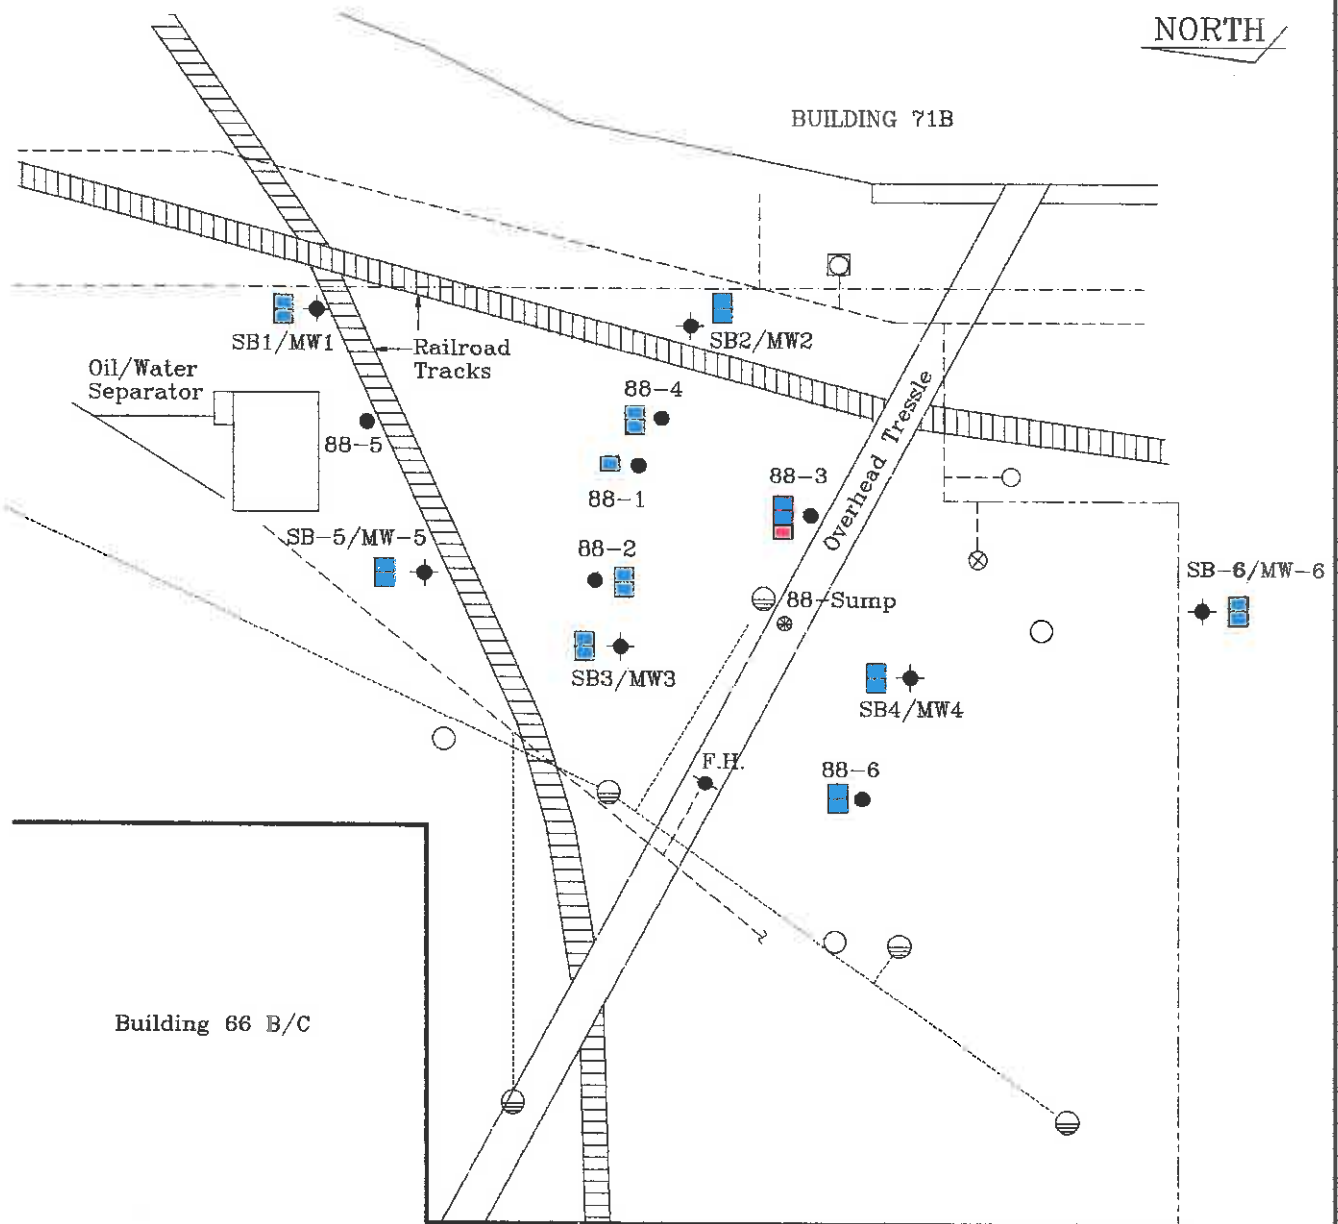 NORTH
BUILDING 71B
SB1/MW1
SB2/MW2
Railroad
Tracks
Oil/Water
Separator
88-4
88-5
88-1
88-3
Overhead Tressle
SB-5/MW-5
88-2
SB-6/MW-6
88-Sump
SB3/MW3
SB4/MW4
F.H.
88-6
Building 66 B/C